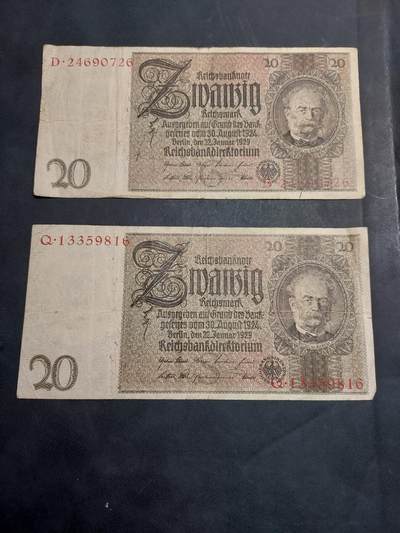 D·24690726
20
20
Reichsbanknote
Zwanzig
Reichsmark
Ausgegeben auf Grund des Bank-
gesetzes vom 30. August 1924
Berlin, den 22. Januar 1929
Reichsbankdirektorium
20
Q·13359816
20
20
Reichsbanknote
Zwanzig
Reichsmark
Ausgegeben auf Grund des Bank-
gesetzes vom 30. August 1924
Berlin, den 22. Januar 1929
Reichsbankdirektorium
20
Q·13359816